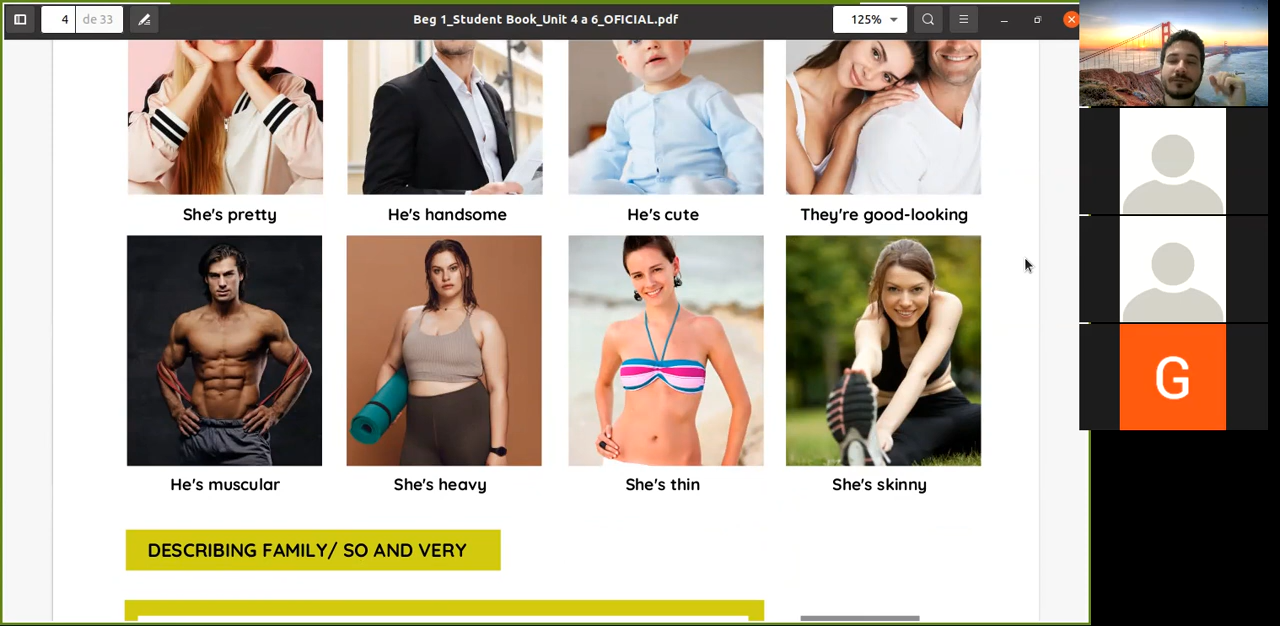 4 de 33 Beg 1_Student Book_Unit 4 a 6_OFICIAL.pdf 125%
She's pretty He's handsome He's cute They're good-looking
He's muscular She's heavy She's thin She's skinny
DESCRIBING FAMILY/ SO AND VERY
G